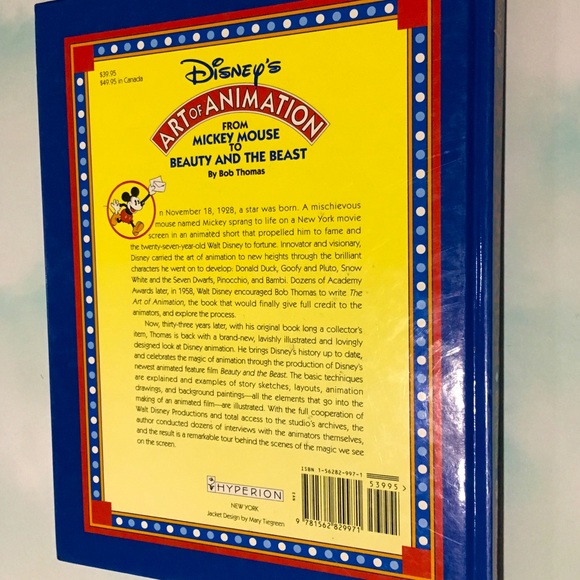 $39.95
$49.95 in Canada
Disney's
ART OF ANIMATION
FROM
MICKEY MOUSE
TO
BEAUTY AND THE BEAST
By Bob Thomas
n November 18, 1928, a star was born. A mischievous
mouse named Mickey sprang to life on a New York movie
screen in an animated short that propelled him to fame and
the twenty-seven-year-old Walt Disney to fortune. Innovator and visionary,
Disney carried the art of animation to new heights through the brilliant
characters he went on to develop: Donald Duck, Goofy and Pluto, Snow
White and the Seven Dwarfs, Pinocchio, and Bambi. Dozens of Academy
Awards later, in 1958, Walt Disney encouraged Bob Thomas to write The
Art of Animation, the book that would finally give full credit to the
animators, and explore the process.
Now, thirty-three years later, with his original book long a collector's
item, Thomas is back with a brand-new, lavishly illustrated and lovingly
designed look at Disney animation. He brings Disney's history up to date,
and celebrates the magic of animation through the production of Disney's
newest animated feature film Beauty and the Beast. The basic techniques
are explained and examples of story sketches, layouts, animation
drawings, and background paintings—all the elements that go into the
making of an animated film—are illustrated. With the full cooperation of
Walt Disney Productions and total access to the studio's archives, the
author conducted dozens of interviews with the animators themselves,
and the result is a remarkable tour behind the scenes of the magic we see
on the screen.
ISBN 1-56282-997-1
53995
HYPERION
NEW YORK
Jacket Design by Mary Tiegreen
9 781562 829971